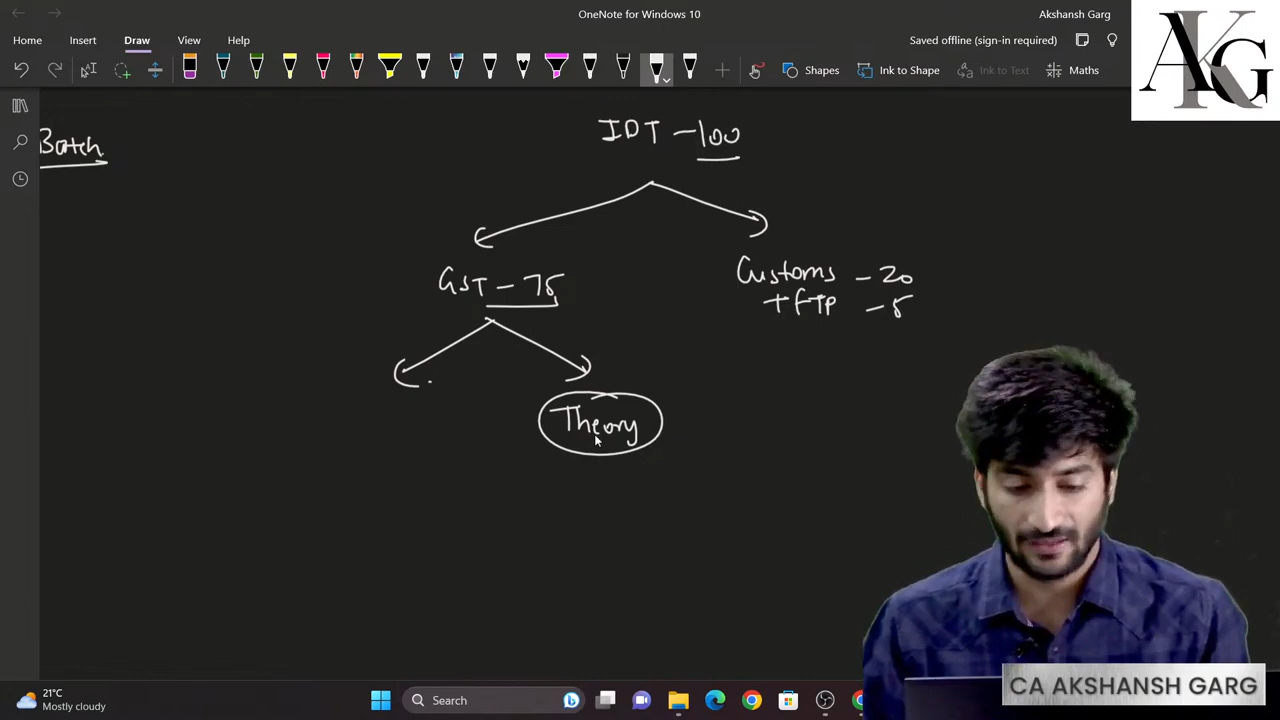 OneNote for Windows 10
Akshansh Garg
Home Insert Draw View Help
Saved offline (sign-in required)
Shapes Ink to Shape Ink to Text Maths
AKG
Batch
IDT - 100
GST - 75
Customs - 20
+ FTP - 5
Theory
CA AKSHANSH GARG
21°C
Mostly cloudy
Search